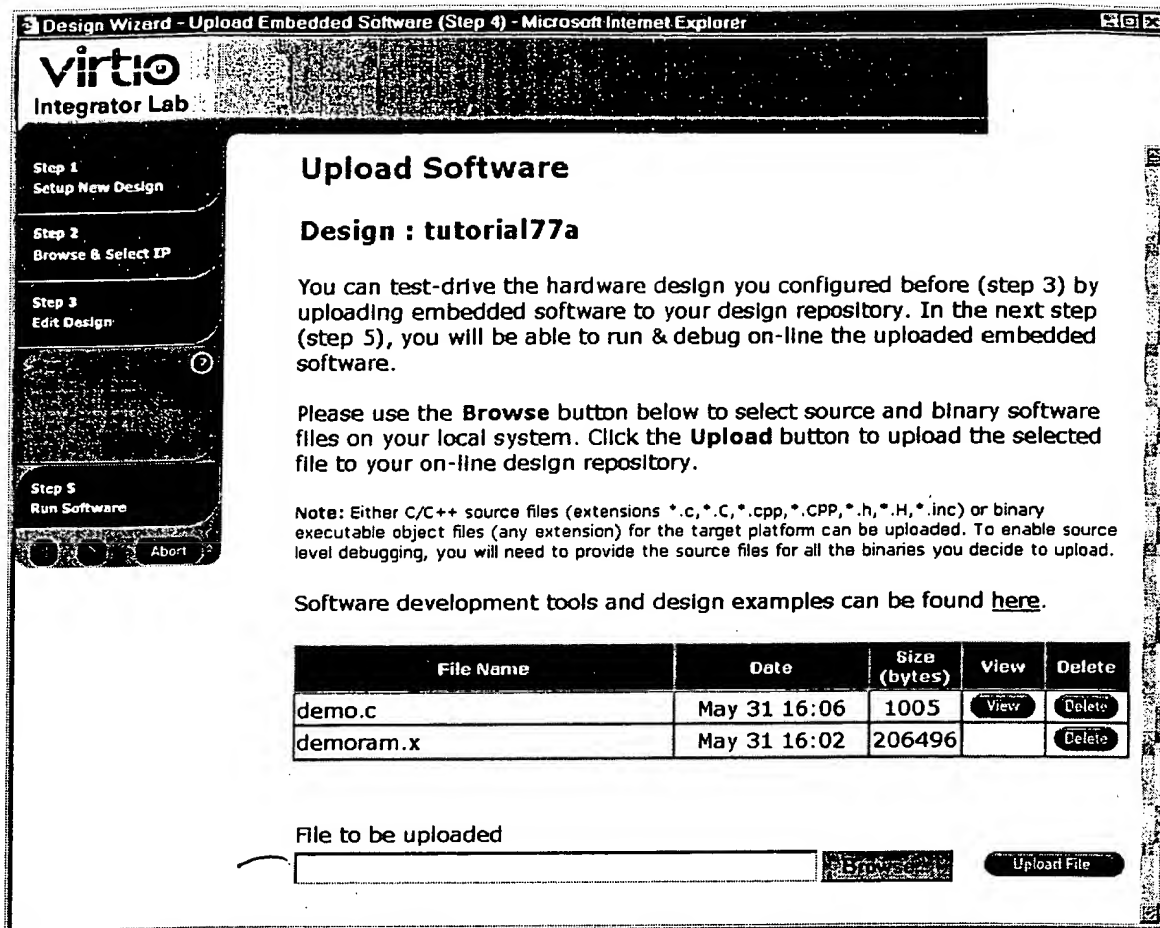 Design Wizard - Upload Embedded Software (Step 4) - Microsoft Internet Explorer
virtio
Integrator Lab
Step 1
Setup New Design
Step 2
Browse & Select IP
Step 3
Edit Design
?
Step 5
Run Software
Abort
Upload Software
Design : tutorial77a
You can test-drive the hardware design you configured before (step 3) by
uploading embedded software to your design repository. In the next step
(step 5), you will be able to run & debug on-line the uploaded embedded
software.
Please use the Browse button below to select source and binary software
files on your local system. Click the Upload button to upload the selected
file to your on-line design repository.
Note: Either C/C++ source files (extensions *.c,*.C,*.cpp,*.CPP,*.h,*.H,*.inc) or binary
executable object files (any extension) for the target platform can be uploaded. To enable source
level debugging, you will need to provide the source files for all the binaries you decide to upload.
Software development tools and design examples can be found here.
File Name Date Size (bytes) View Delete
demo.c May 31 16:06 1005 View Delete
demoram.x May 31 16:02 206496 Delete
File to be uploaded
Browse... Upload File